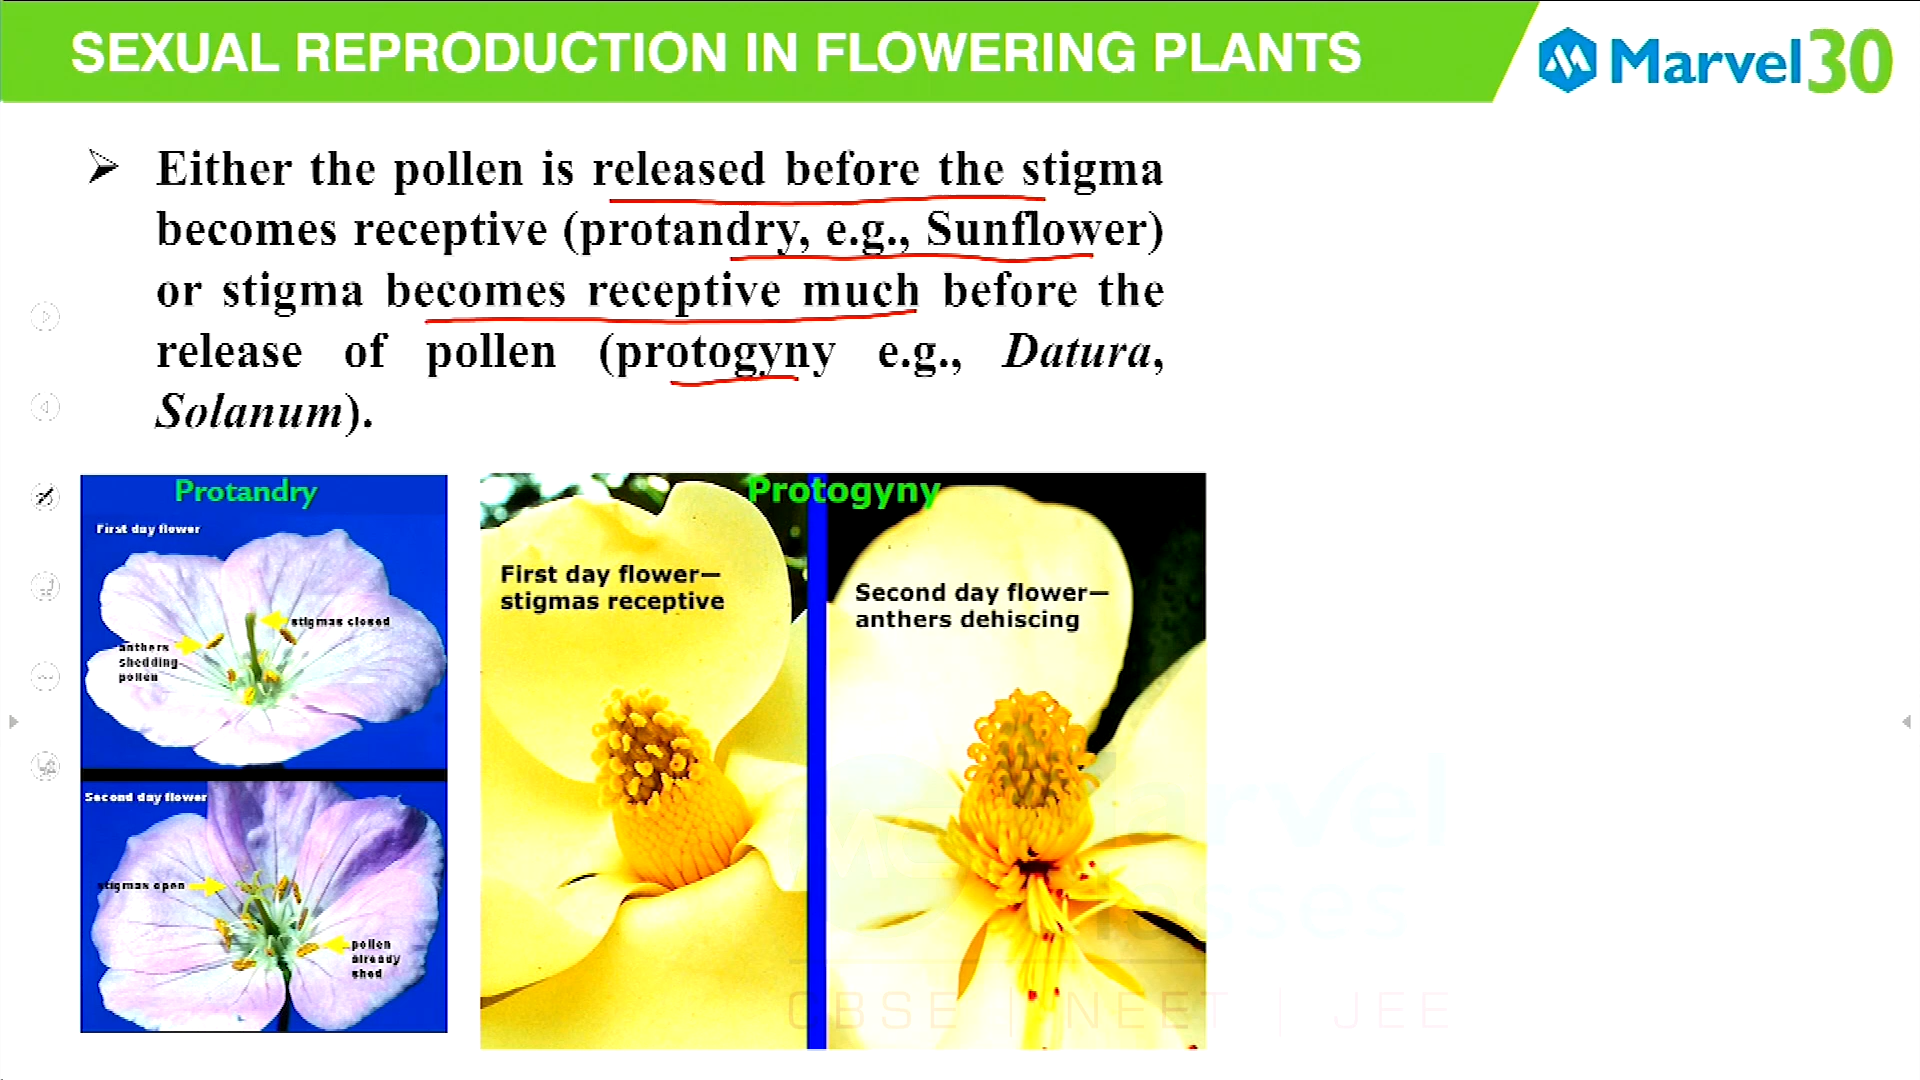 SEXUAL REPRODUCTION IN FLOWERING PLANTS
Marvel30
Either the pollen is released before the stigma
becomes receptive (protandry, e.g., Sunflower)
or stigma becomes receptive much before the
release of pollen (protogyny e.g., Datura,
Solanum).
Protandry
First day flower
stigmas closed
anthers
shedding
pollen
Second day flower
stigmas open
pollen
already
shed
Protogyny
First day flower—
stigmas receptive
Second day flower—
anthers dehiscing
Marvel
Classes
CBSE | NEET | JEE